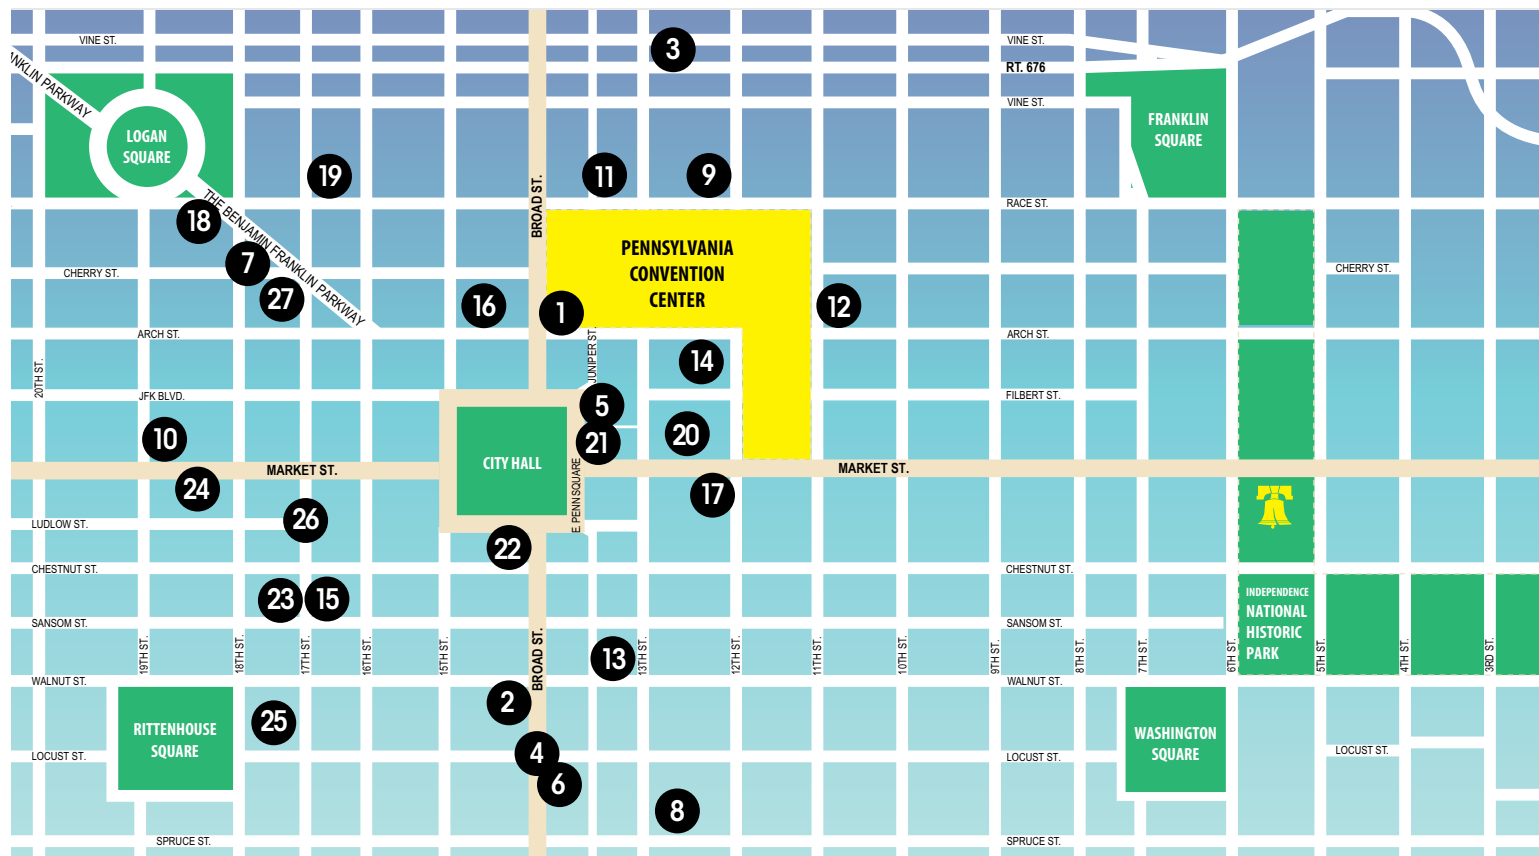 VINE ST.
3
VINE ST.
RT. 676
ANKLIN PARKWAY
VINE ST.
LOGAN
SQUARE
FRANKLIN
SQUARE
19
11
9
THE BENJAMIN FRANKLIN PARKWAY
BROAD ST.
RACE ST.
18
7
PENNSYLVANIA
CONVENTION
CENTER
CHERRY ST.
CHERRY ST.
27
16
1
12
ARCH ST.
ARCH ST.
JUNIPER ST.
14
20TH ST.
JFK BLVD.
FILBERT ST.
5
10
21
20
CITY HALL
MARKET ST.
MARKET ST.
E. PENN SQUARE
24
17
26
LUDLOW ST.
22
CHESTNUT ST.
CHESTNUT ST.
23
15
INDEPENDENCE
NATIONAL
HISTORIC
PARK
SANSOM ST.
SANSOM ST.
19TH ST.
18TH ST.
17TH ST.
16TH ST.
15TH ST.
BROAD ST.
13
13TH ST.
12TH ST.
11TH ST.
10TH ST.
9TH ST.
8TH ST.
7TH ST.
6TH ST.
5TH ST.
4TH ST.
3RD ST.
WALNUT ST.
WALNUT ST.
2
25
RITTENHOUSE
SQUARE
WASHINGTON
SQUARE
LOCUST ST.
4
LOCUST ST.
LOCUST ST.
6
8
SPRUCE ST.
SPRUCE ST.